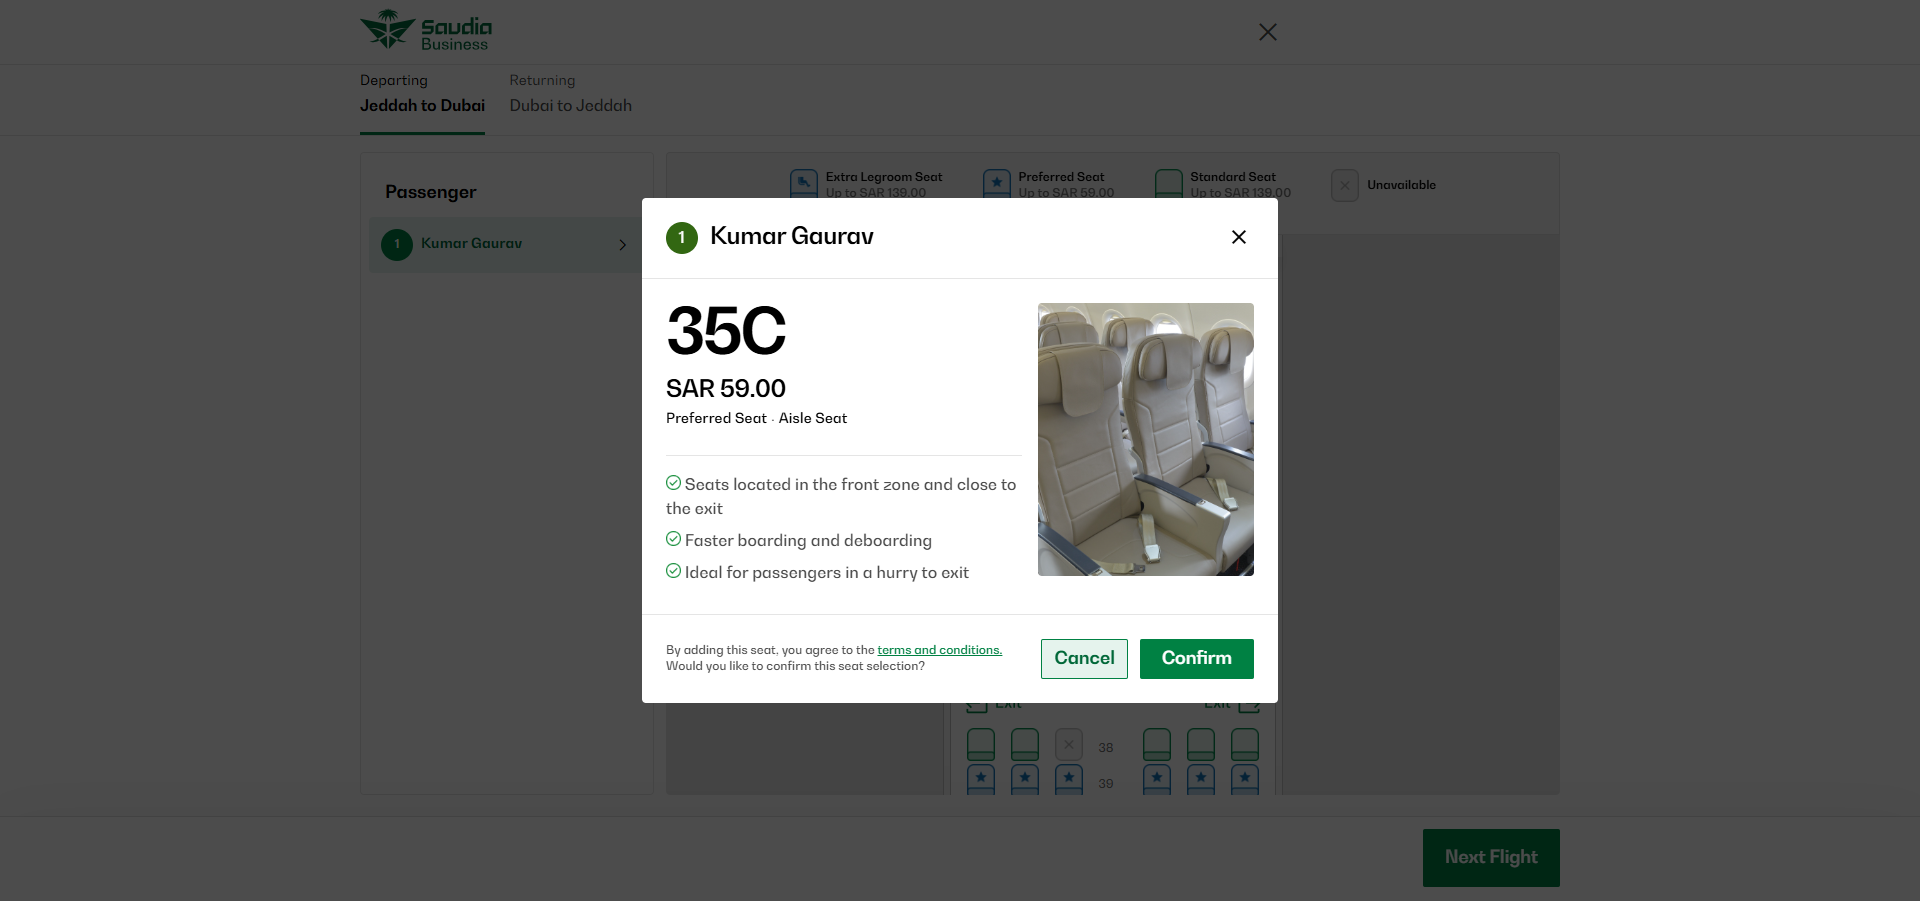 Saudia
Business
Departing
Jeddah to Dubai
Returning
Dubai to Jeddah
Passenger
1 Kumar Gaurav
Extra Legroom Seat
Up to SAR 139.00
Preferred Seat
Up to SAR 59.00
Standard Seat
Up to SAR 139.00
Unavailable
1 Kumar Gaurav
35C
SAR 59.00
Preferred Seat · Aisle Seat
Seats located in the front zone and close to
the exit
Faster boarding and deboarding
Ideal for passengers in a hurry to exit
By adding this seat, you agree to the terms and conditions.
Would you like to confirm this seat selection?
Cancel
Confirm
Exit
Exit
38
39
Next Flight